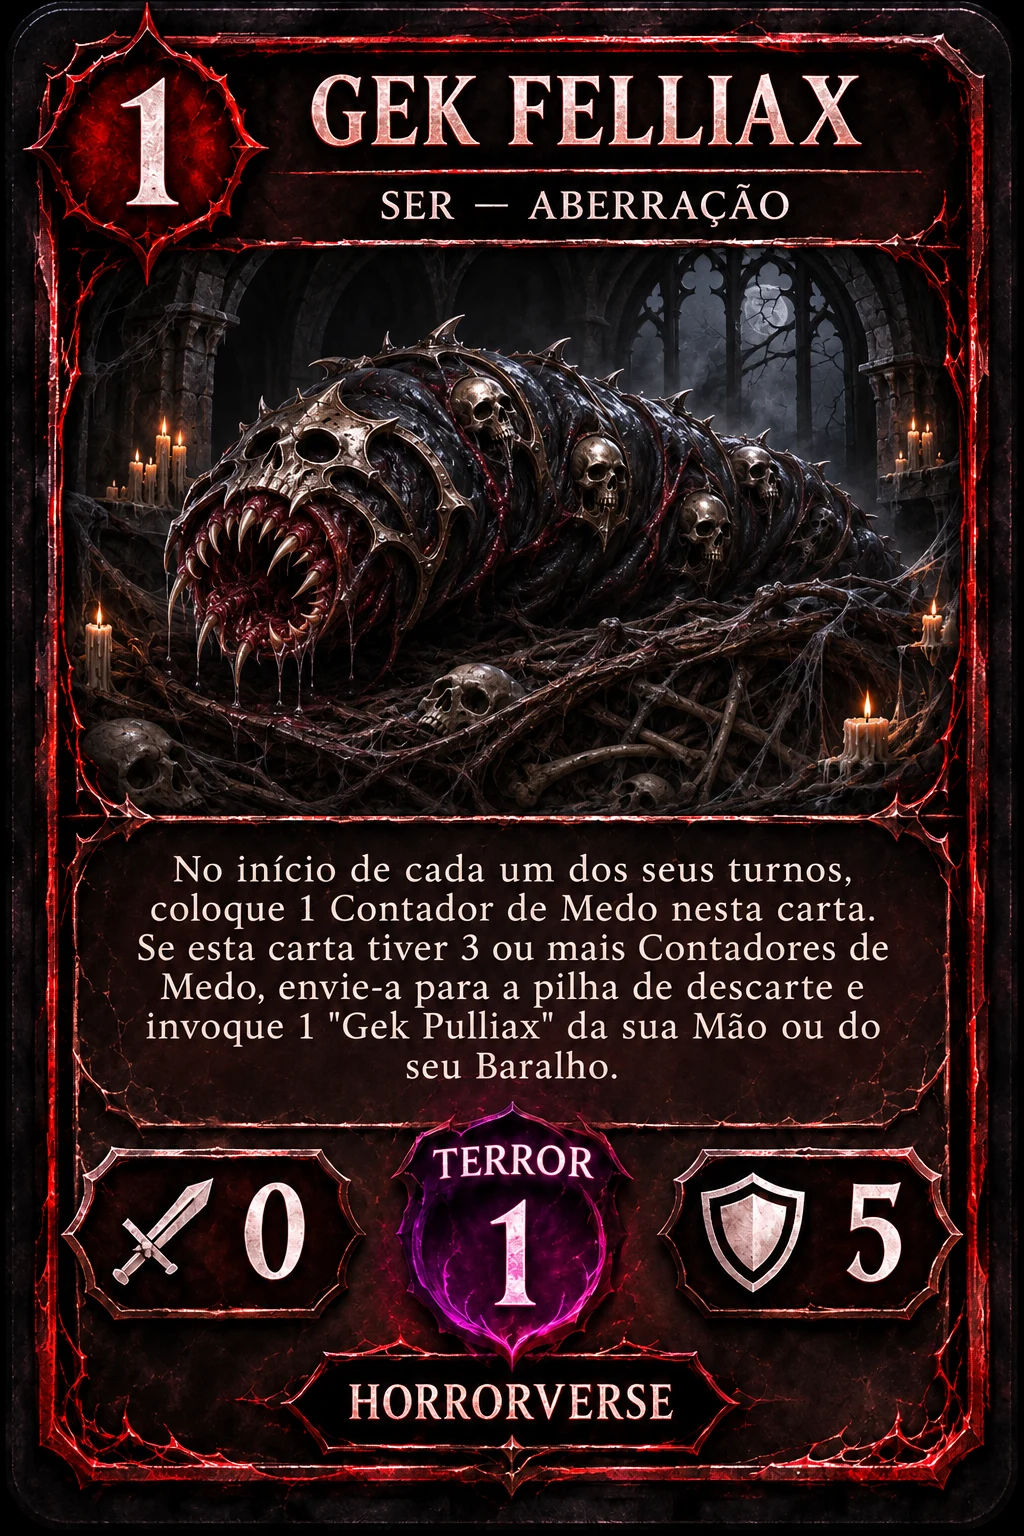 1
GEK FELLIAX
SER — ABERRAÇÃO
No início de cada um dos seus turnos,
coloque 1 Contador de Medo nesta carta.
Se esta carta tiver 3 ou mais Contadores de
Medo, envie-a para a pilha de descarte e
invoque 1 "Gek Pulliax" da sua Mão ou do
seu Baralho.
0
TERROR
1
5
HORRORVERSE